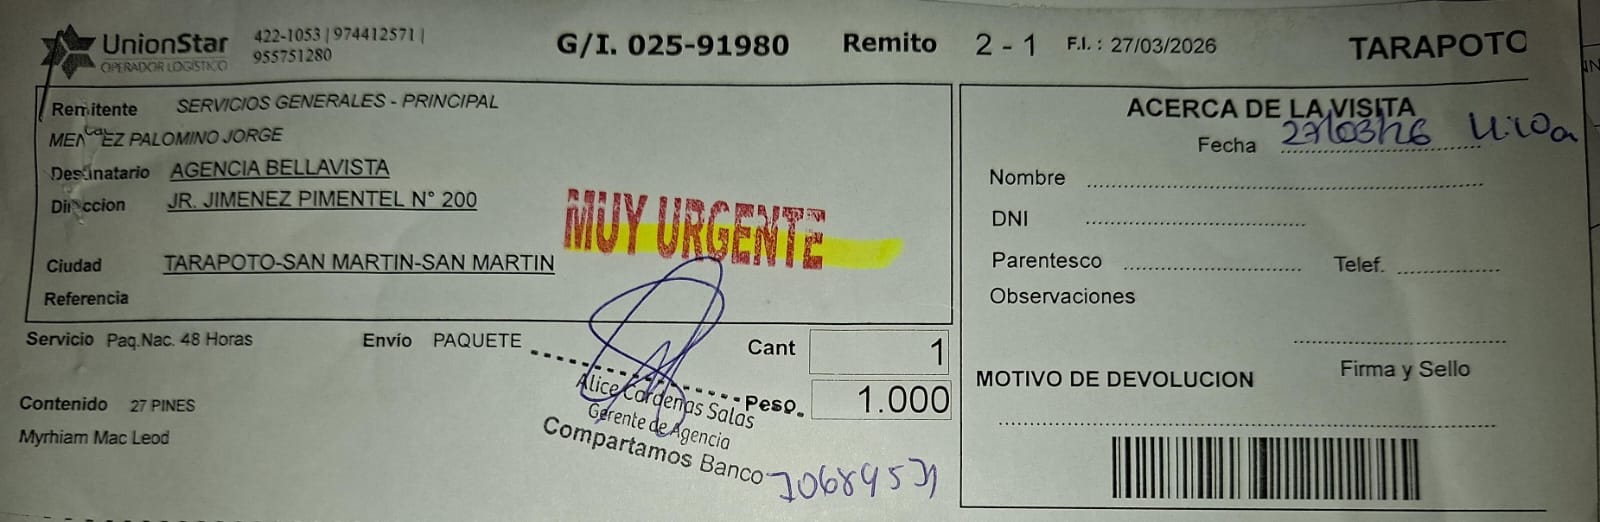 UnionStar
OPERADOR LOGÍSTICO
422-1053 | 974412571 |
955751280
G/I. 025-91980 Remito 2 - 1 F.I. : 27/03/2026 TARAPOTO
Remitente SERVICIOS GENERALES - PRINCIPAL
PALOMINO JORGE
Destinatario AGENCIA BELLAVISTA
Direccion JR. JIMENEZ PIMENTEL N° 200
MUY URGENTE
Ciudad TARAPOTO-SAN MARTIN-SAN MARTIN
Referencia
Servicio Paq.Nac. 48 Horas Envío PAQUETE Cant 1
Peso. 1.000
Contenido 27 PINES
Myrhiam Mac Leod
Alice Cardenas Salas
Gerente de Agencia
Compartamos Banco
ACERCA DE LA VISITA
Fecha 27/03/26
Nombre
DNI
Parentesco Telef.
Observaciones
Firma y Sello
MOTIVO DE DEVOLUCION